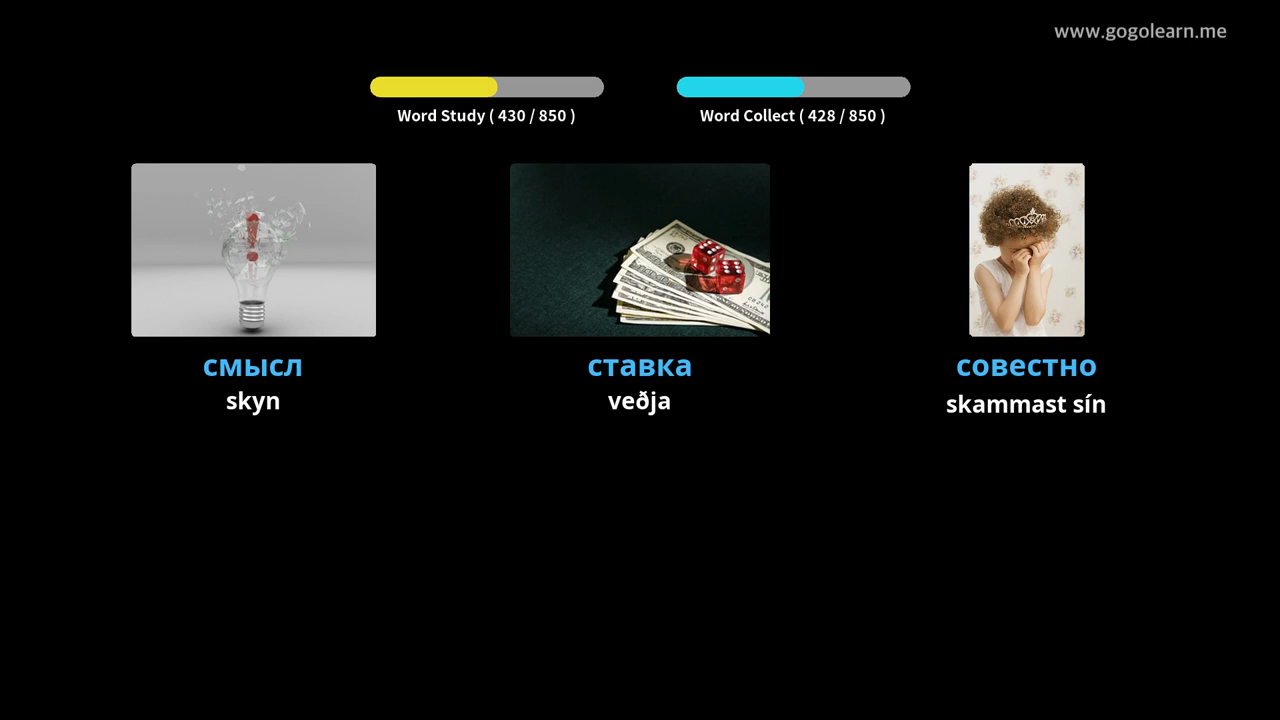 www.gogolearn.me
Word Study ( 430 / 850 )
Word Collect ( 428 / 850 )
смысл
skyn
ставка
veðja
совестно
skammast sín